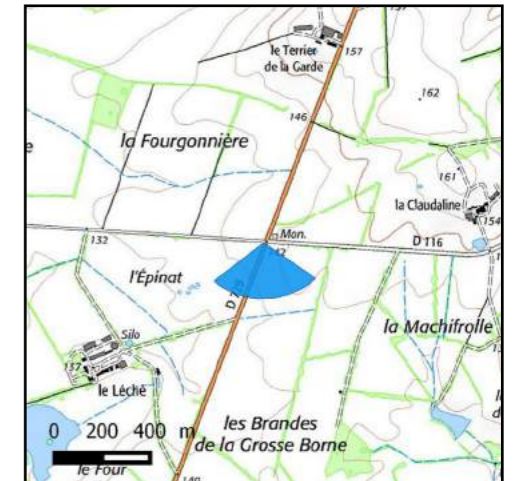 le Terrier
de la Garde
157
162
146
la Fourgonnière
161
la Claudaline
154
Mon.
132
D 116
l'Épinat
la Machifrolle
Silo
137
le Léché
les Brandes
0 200 400 m
de la Grosse Borne
le Four